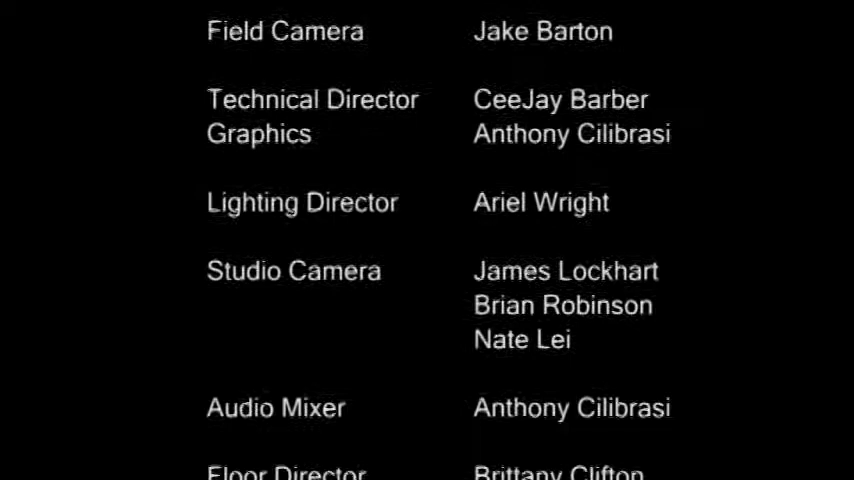 Field Camera Jake Barton
Technical Director CeeJay Barber
Graphics Anthony Cilibrasi
Lighting Director Ariel Wright
Studio Camera James Lockhart
Brian Robinson
Nate Lei
Audio Mixer Anthony Cilibrasi
Floor Director Brittany Clifton